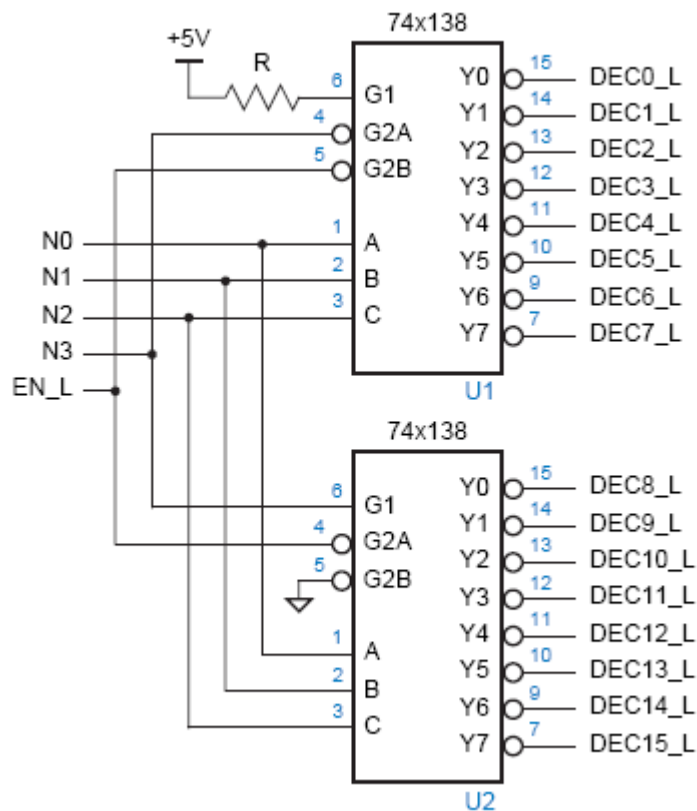 74x138
+5V
R
6 G1
4 G2A
5 G2B
N0 1 A
N1 2 B
N2 3 C
N3
EN_L
Y0 15 DEC0_L
Y1 14 DEC1_L
Y2 13 DEC2_L
Y3 12 DEC3_L
Y4 11 DEC4_L
Y5 10 DEC5_L
Y6 9 DEC6_L
Y7 7 DEC7_L
U1
74x138
6 G1
4 G2A
5 G2B
1 A
2 B
3 C
Y0 15 DEC8_L
Y1 14 DEC9_L
Y2 13 DEC10_L
Y3 12 DEC11_L
Y4 11 DEC12_L
Y5 10 DEC13_L
Y6 9 DEC14_L
Y7 7 DEC15_L
U2